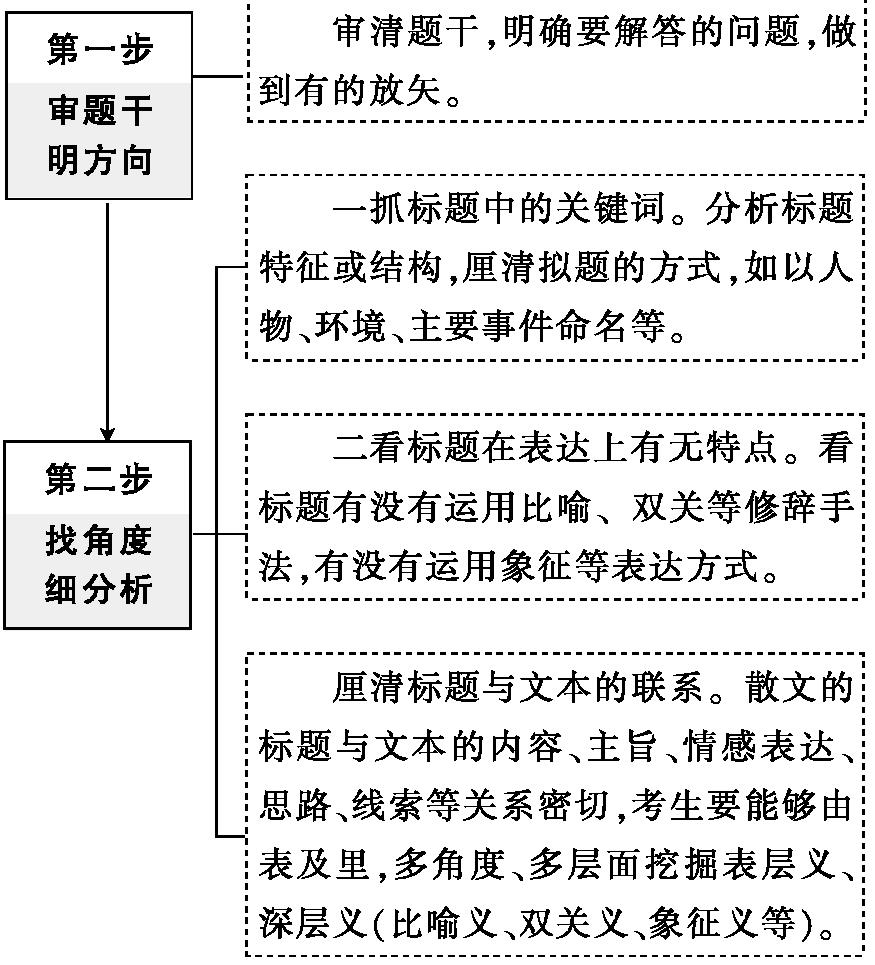 第一步
审题干
明方向
审清题干,明确要解答的问题,做
到有的放矢。
一抓标题中的关键词。分析标题
特征或结构,厘清拟题的方式,如以人
物、环境、主要事件命名等。
第二步
找角度
细分析
二看标题在表达上有无特点。看
标题有没有运用比喻、双关等修辞手
法,有没有运用象征等表达方式。
厘清标题与文本的联系。散文的
标题与文本的内容、主旨、情感表达、
思路、线索等关系密切,考生要能够由
表及里,多角度、多层面挖掘表层义、
深层义(比喻义、双关义、象征义等)。